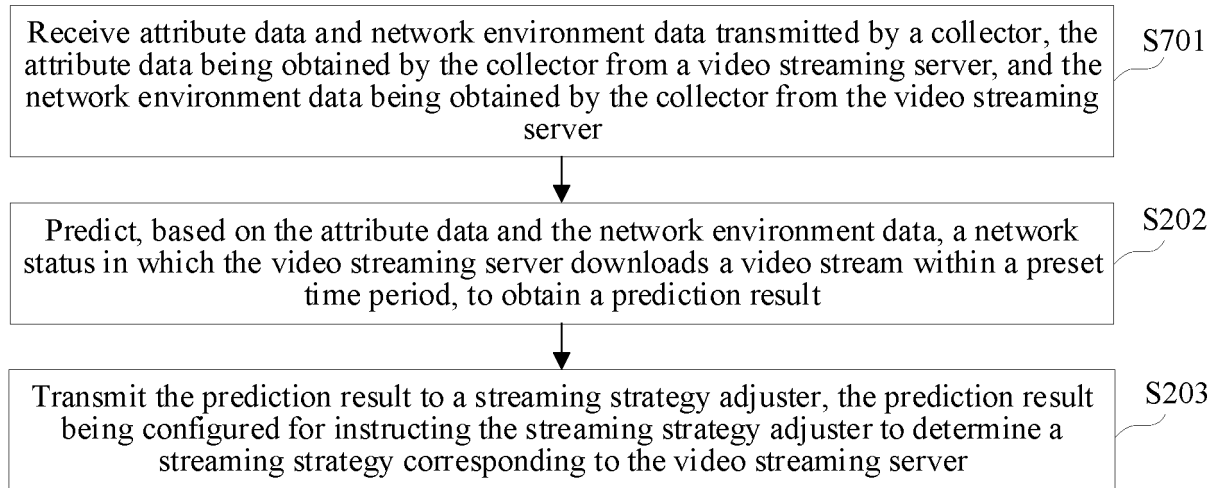 Receive attribute data and network environment data transmitted by a collector, the
attribute data being obtained by the collector from a video streaming server, and the
network environment data being obtained by the collector from the video streaming
server
S701
Predict, based on the attribute data and the network environment data, a network
status in which the video streaming server downloads a video stream within a preset
time period, to obtain a prediction result
S202
Transmit the prediction result to a streaming strategy adjuster, the prediction result
being configured for instructing the streaming strategy adjuster to determine a
streaming strategy corresponding to the video streaming server
S203